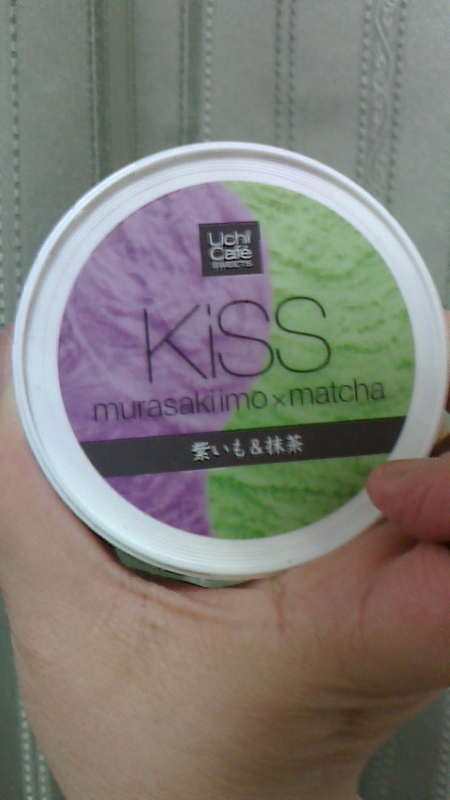 Uchi
Café
SWEETS
KiSS
murasakiimo×matcha
紫いも&抹茶